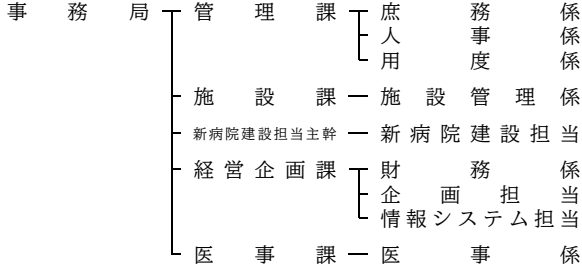 事務局 管理課 庶務係
人事係
用度係
施設課 施設管理係
新病院建設担当主幹 新病院建設担当
経営企画課 財務係
企画担当
情報システム担当
医事課 医事係